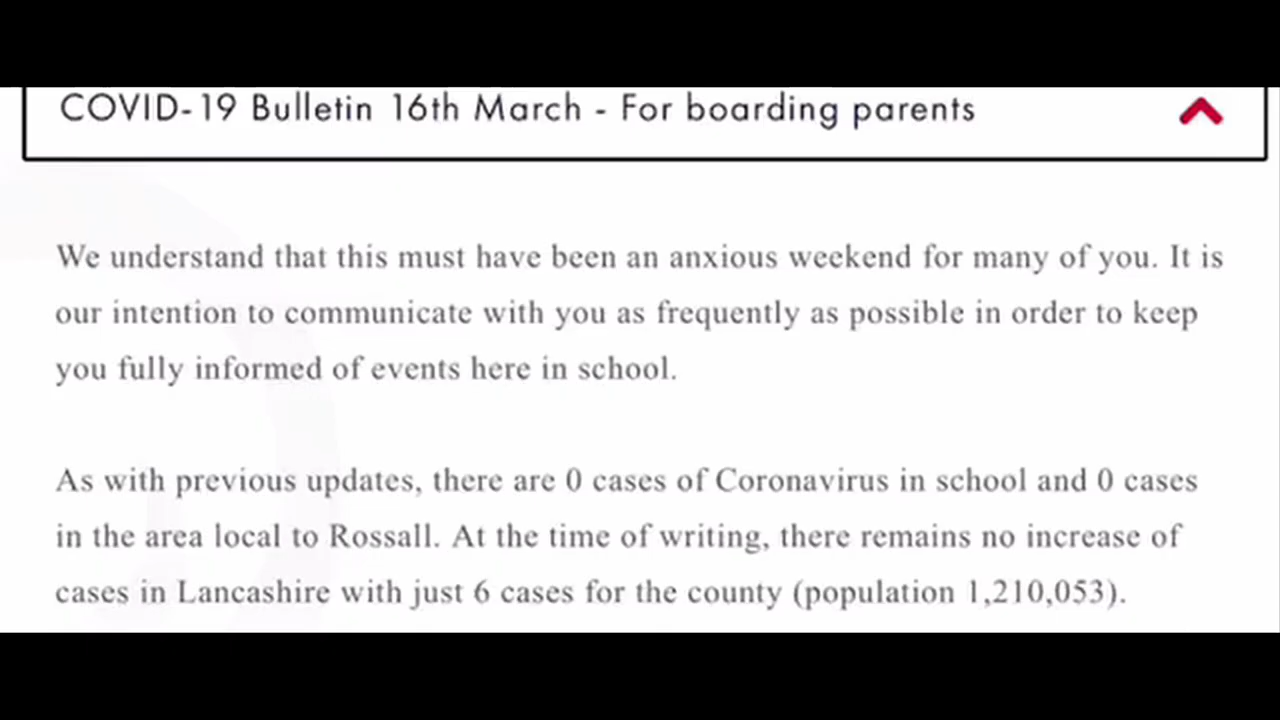 COVID-19 Bulletin 16th March - For boarding parents
We understand that this must have been an anxious weekend for many of you. It is
our intention to communicate with you as frequently as possible in order to keep
you fully informed of events here in school.
As with previous updates, there are 0 cases of Coronavirus in school and 0 cases
in the area local to Rossall. At the time of writing, there remains no increase of
cases in Lancashire with just 6 cases for the county (population 1,210,053).